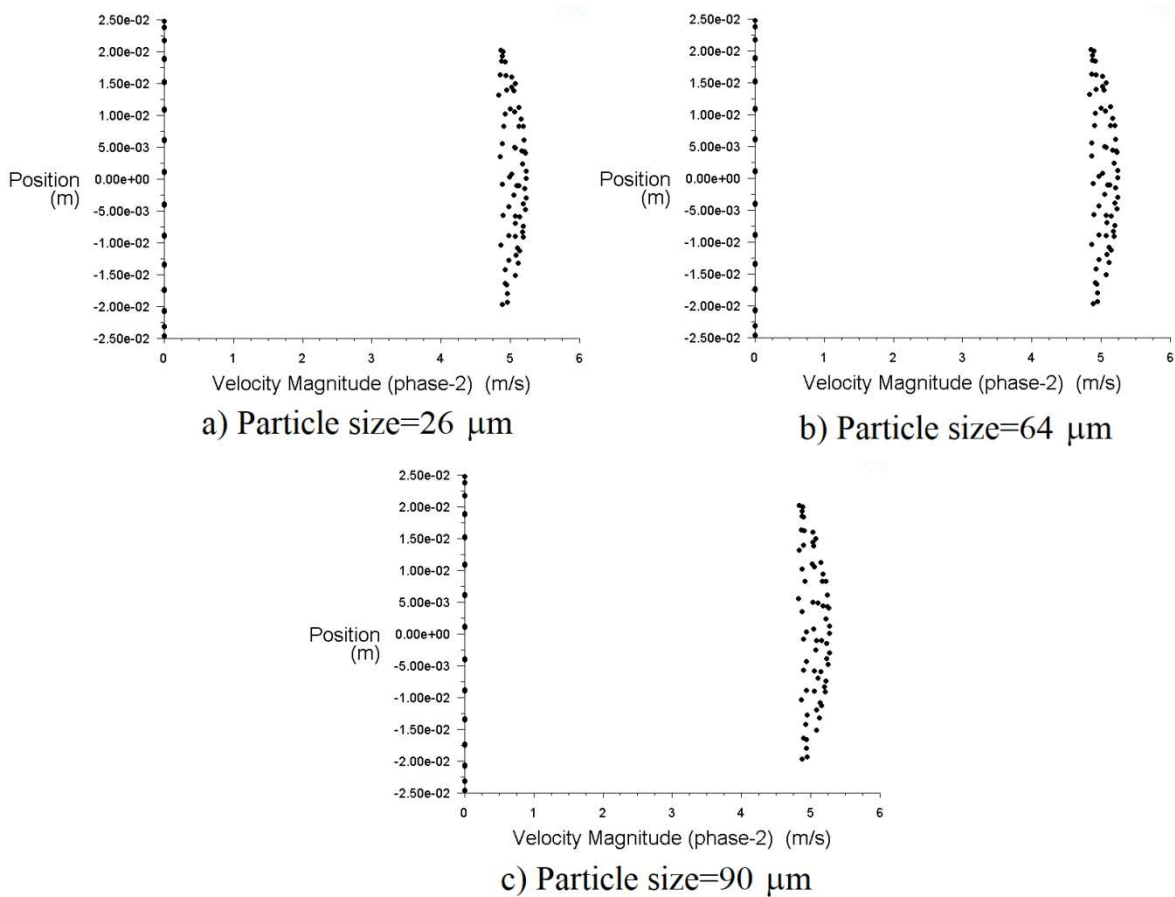 2.50e-02
2.00e-02
1.50e-02
1.00e-02
5.00e-03
Position
(m)
0.00e+00
-5.00e-03
-1.00e-02
-1.50e-02
-2.00e-02
-2.50e-02
0 1 2 3 4 5 6
Velocity Magnitude (phase-2) (m/s)
a) Particle size=26 μm
2.50e-02
2.00e-02
1.50e-02
1.00e-02
5.00e-03
Position
(m)
0.00e+00
-5.00e-03
-1.00e-02
-1.50e-02
-2.00e-02
-2.50e-02
0 1 2 3 4 5 6
Velocity Magnitude (phase-2) (m/s)
b) Particle size=64 μm
2.50e-02
2.00e-02
1.50e-02
1.00e-02
5.00e-03
Position
(m)
0.00e+00
-5.00e-03
-1.00e-02
-1.50e-02
-2.00e-02
-2.50e-02
0 1 2 3 4 5 6
Velocity Magnitude (phase-2) (m/s)
c) Particle size=90 μm